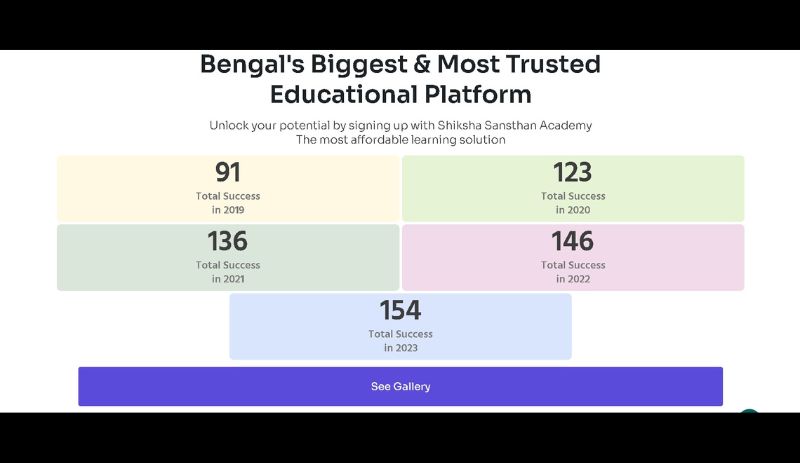 Bengal's Biggest & Most Trusted
Educational Platform
Unlock your potential by signing up with Shiksha Sansthan Academy
The most affordable learning solution
91
Total Success
in 2019
123
Total Success
in 2020
136
Total Success
in 2021
146
Total Success
in 2022
154
Total Success
in 2023
See Gallery